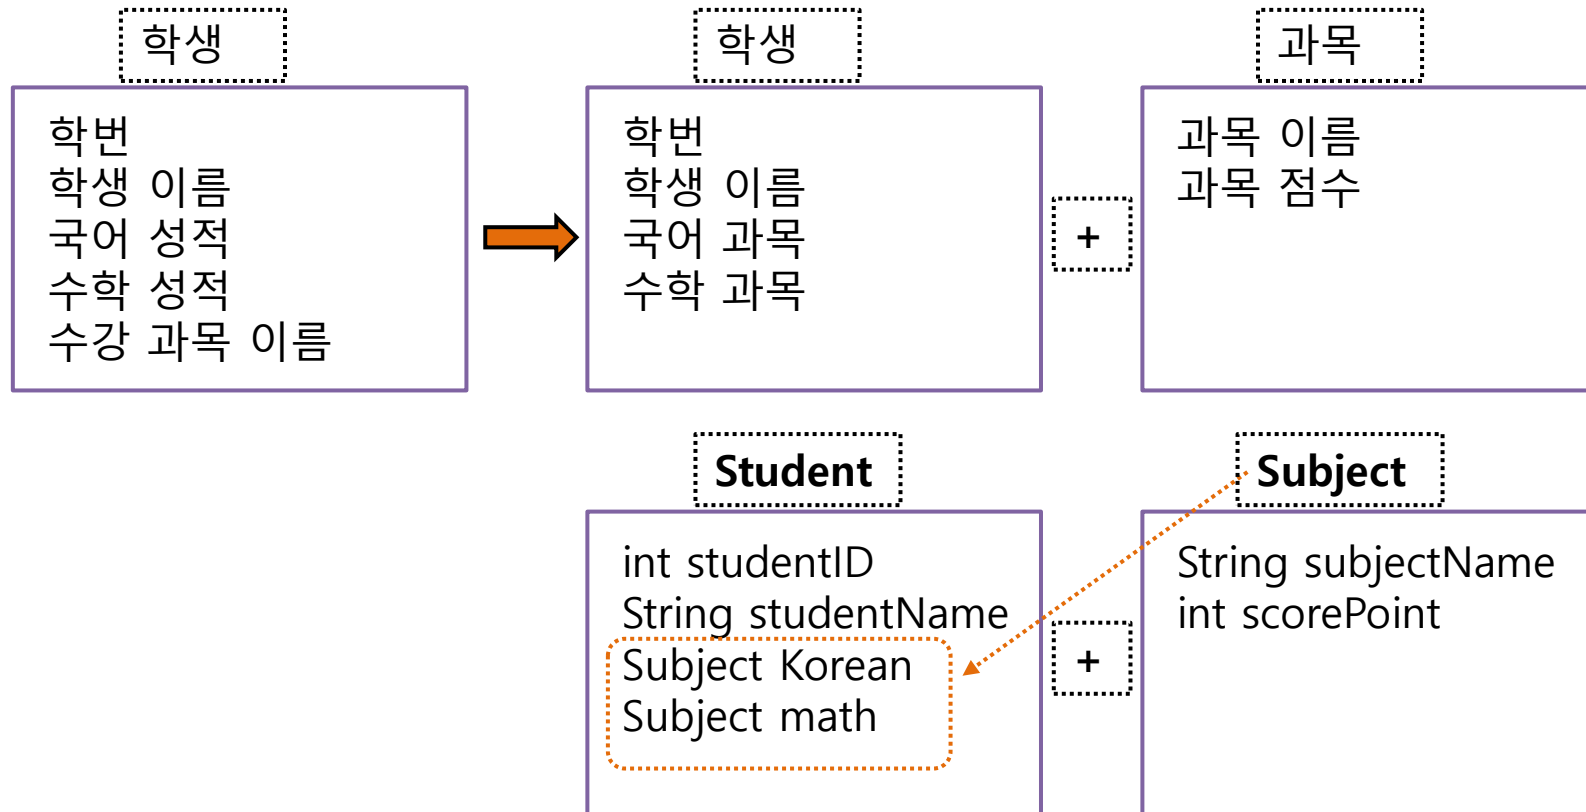 학생
학번
학생 이름
국어 성적
수학 성적
수강 과목 이름
학생
학번
학생 이름
국어 과목
수학 과목
+
과목
과목 이름
과목 점수
Student
int studentID
String studentName
Subject Korean
Subject math
+
Subject
String subjectName
int scorePoint